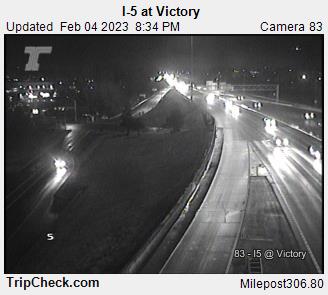 I-5 at Victory
Updated  Feb 04 2023  8:34 PM
Camera 83
T
S
83 - I5 @ Victory
TripCheck.com
Milepost306.80